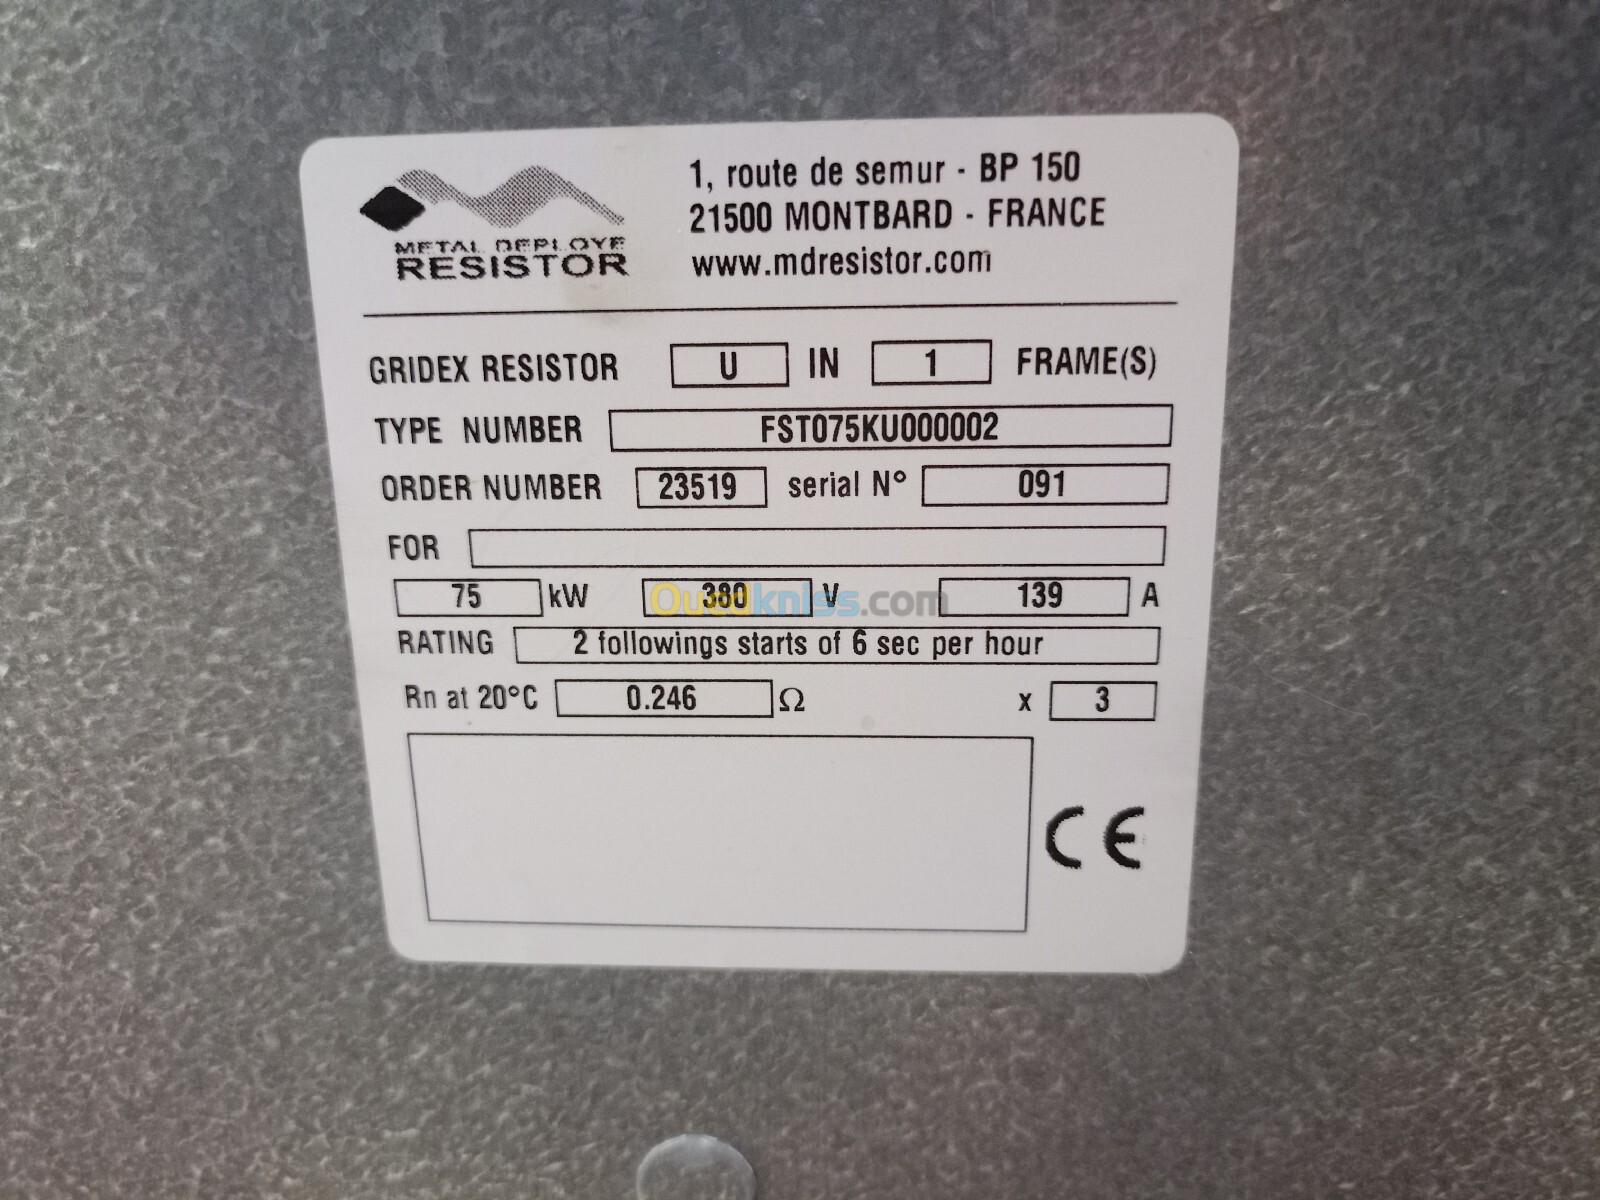 METAL DEPLOYE
RESISTOR
1, route de semur - BP 150
21500 MONTBARD - FRANCE
www.mdresistor.com
GRIDEX RESISTOR U IN 1 FRAME(S)
TYPE NUMBER FST075KU000002
ORDER NUMBER 23519 serial N° 091
FOR
75 kW 380 V 139 A
Ouedkniss.com
RATING 2 followings starts of 6 sec per hour
Rn at 20°C 0.246 Ω x 3
CE